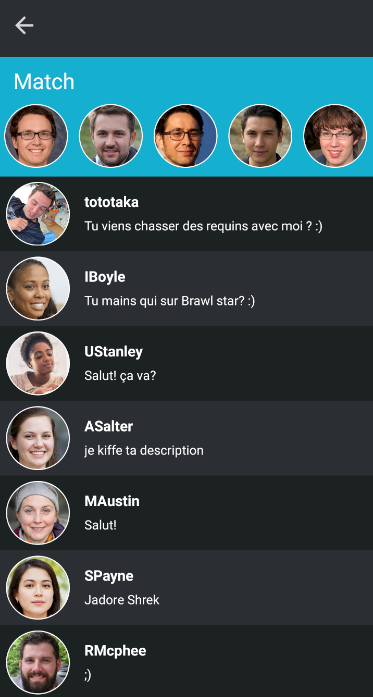 Match
tototaka
Tu viens chasser des requins avec moi ? :)
IBoyle
Tu mains qui sur Brawl star? :)
UStanley
Salut! ça va?
ASalter
je kiffe ta description
MAustin
Salut!
SPayne
Jadore Shrek
RMcphee
;)